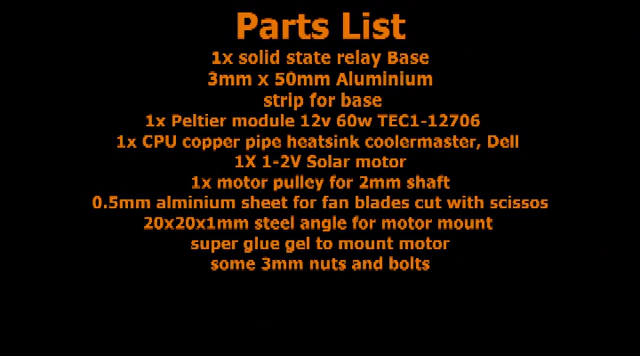 Parts List
1x solid state relay Base
3mm x 50mm Aluminium
strip for base
1x Peltier module 12v 60w TEC1-12706
1x CPU copper pipe heatsink coolermaster, Dell
1X 1-2V Solar motor
1x motor pulley for 2mm shaft
0.5mm alminium sheet for fan blades cut with scissos
20x20x1mm steel angle for motor mount
super glue gel to mount motor
some 3mm nuts and bolts